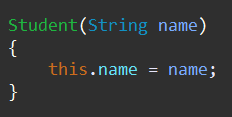 Student(String name)
{
    this.name = name;
}